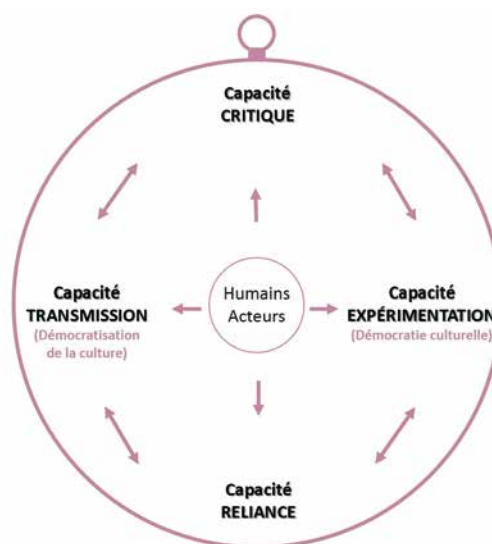 Capacité
CRITIQUE
Capacité
TRANSMISSION
(Démocratisation
de la culture)
Humains
Acteurs
Capacité
EXPÉRIMENTATION
(Démocratie culturelle)
Capacité
RELIANCE